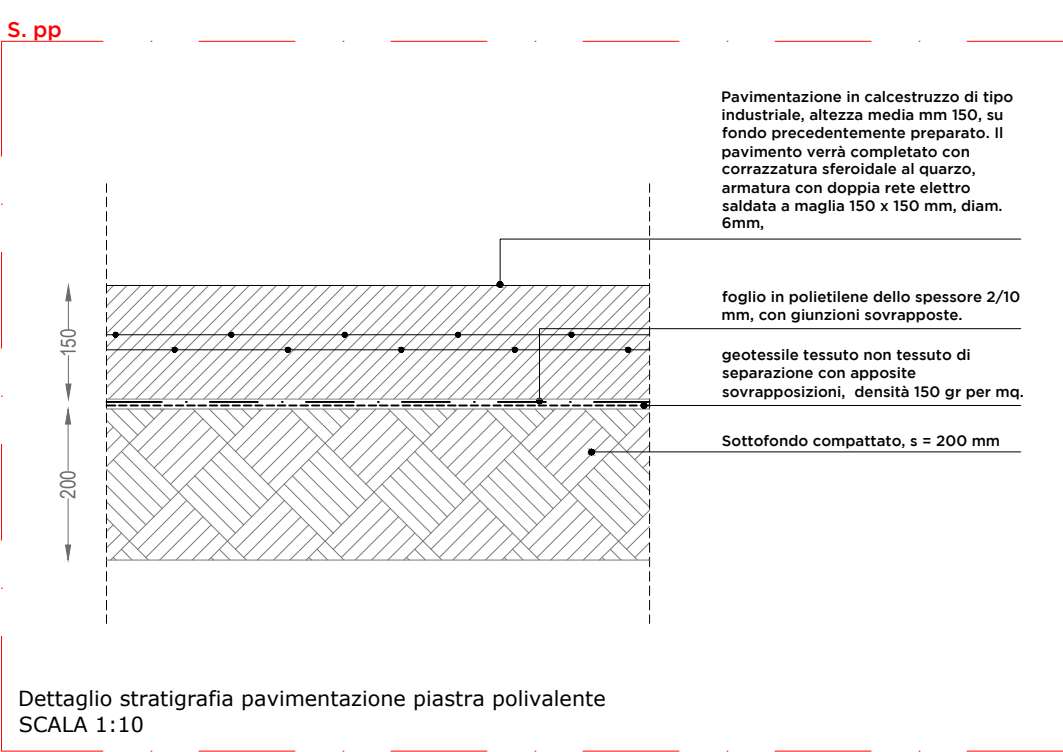 S. pp
Pavimentazione in calcestruzzo di tipo
industriale, altezza media mm 150, su
fondo precedentemente preparato. Il
pavimento verrà completato con
corrazzatura sferoidale al quarzo,
armatura con doppia rete elettro
saldata a maglia 150 x 150 mm, diam.
6mm,
foglio in polietilene dello spessore 2/10
mm, con giunzioni sovrapposte.
150
geotessile tessuto non tessuto di
separazione con apposite
sovrapposizioni, densità 150 gr per mq.
Sottofondo compattato, s = 200 mm
200
Dettaglio stratigrafia pavimentazione piastra polivalente
SCALA 1:10